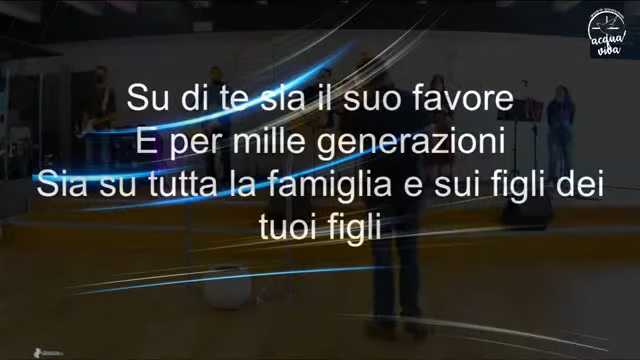 acqua
viva
Su di te sia il suo favore
E per mille generazioni
Sia su tutta la famiglia e sui figli dei
tuoi figli